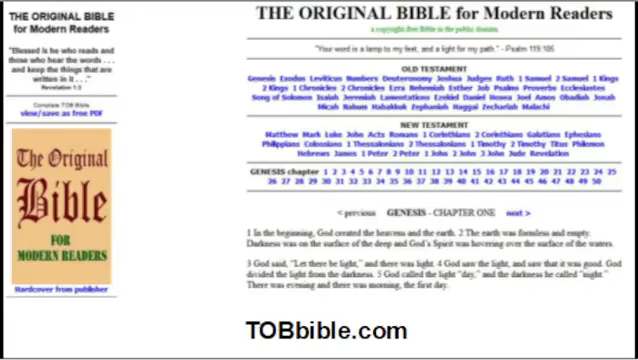 THE ORIGINAL BIBLE
for Modern Readers
"Blessed is he who reads and
those who hear the words . . .
and keep the things that are
written in it . . ."
Revelation 1:3
Complete TOB Bible
view/save as free PDF
The Original
Bible
FOR
MODERN READERS
Hardcover from publisher
THE ORIGINAL BIBLE for Modern Readers
a copyright-free Bible in the public domain
"Your word is a lamp to my feet, and a light for my path." - Psalm 119:105
OLD TESTAMENT
Genesis Exodus Leviticus Numbers Deuteronomy Joshua Judges Ruth 1 Samuel 2 Samuel 1 Kings
2 Kings 1 Chronicles 2 Chronicles Ezra Nehemiah Esther Job Psalms Proverbs Ecclesiastes
Song of Solomon Isaiah Jeremiah Lamentations Ezekiel Daniel Hosea Joel Amos Obadiah Jonah
Micah Nahum Habakkuk Zephaniah Haggai Zechariah Malachi
NEW TESTAMENT
Matthew Mark Luke John Acts Romans 1 Corinthians 2 Corinthians Galatians Ephesians
Philippians Colossians 1 Thessalonians 2 Thessalonians 1 Timothy 2 Timothy Titus Philemon
Hebrews James 1 Peter 2 Peter 1 John 2 John 3 John Jude Revelation
GENESIS chapter 1 2 3 4 5 6 7 8 9 10 11 12 13 14 15 16 17 18 19 20 21 22 23 24 25
26 27 28 29 30 31 32 33 34 35 36 37 38 39 40 41 42 43 44 45 46 47 48 49 50
< previous GENESIS - CHAPTER ONE next >
1 In the beginning, God created the heavens and the earth. 2 The earth was formless and empty.
Darkness was on the surface of the deep and God's Spirit was hovering over the surface of the waters.
3 God said, "Let there be light," and there was light. 4 God saw the light, and saw that it was good. God
divided the light from the darkness. 5 God called the light "day," and the darkness he called "night."
There was evening and there was morning, the first day.
TOBbible.com